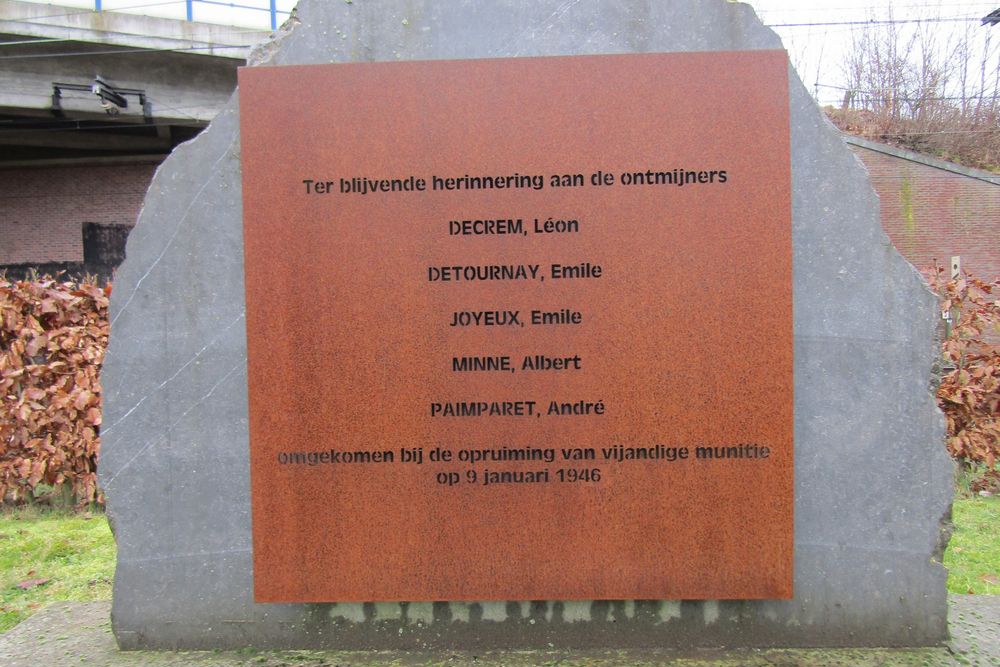 Ter blijvende herinnering aan de ontmijners
DECREM, Léon
DETOURNAY, Emile
JOYEUX, Emile
MINNE, Albert
PAIMPARET, André
omgekomen bij de opruiming van vijandige munitie
op 9 januari 1946